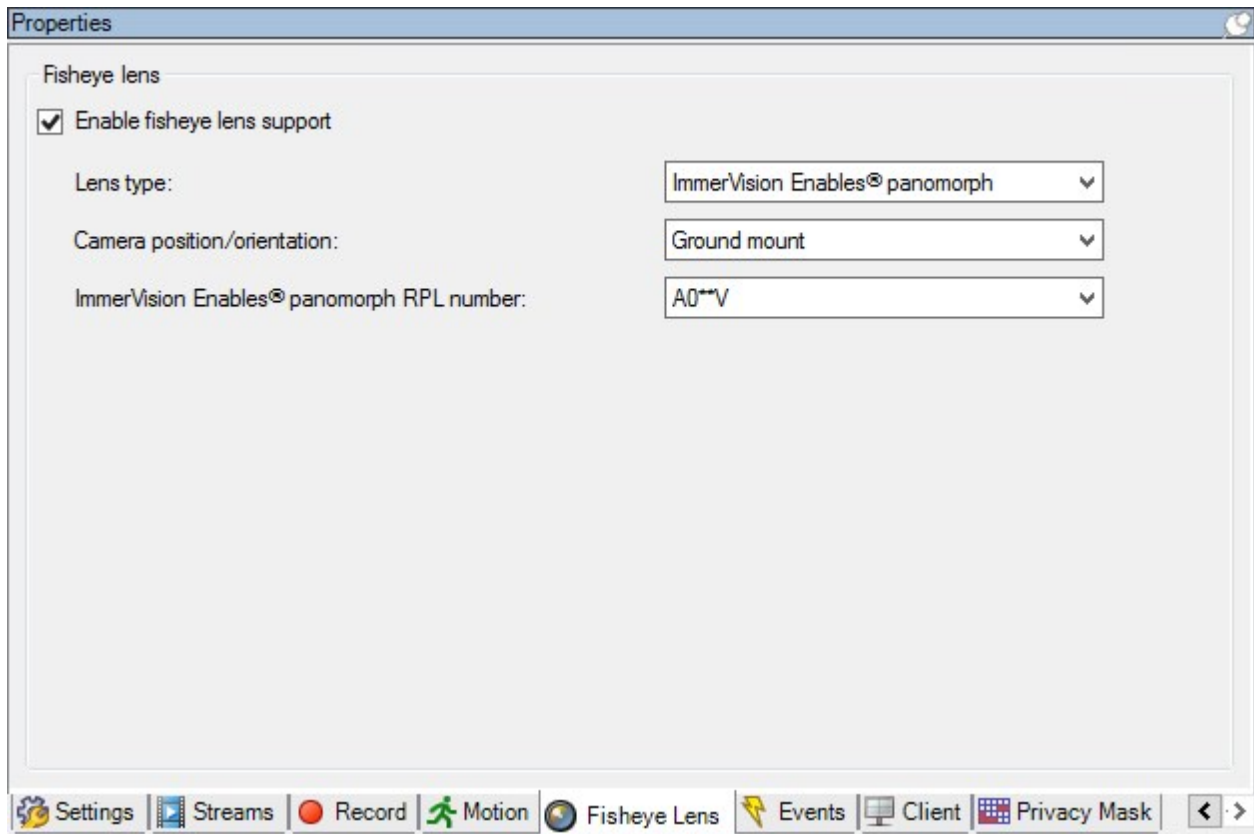 Properties
Fisheye lens
Enable fisheye lens support
Lens type: ImmerVision Enables® panomorph
Camera position/orientation: Ground mount
ImmerVision Enables® panomorph RPL number: A0**V
Settings Streams Record Motion Fisheye Lens Events Client Privacy Mask